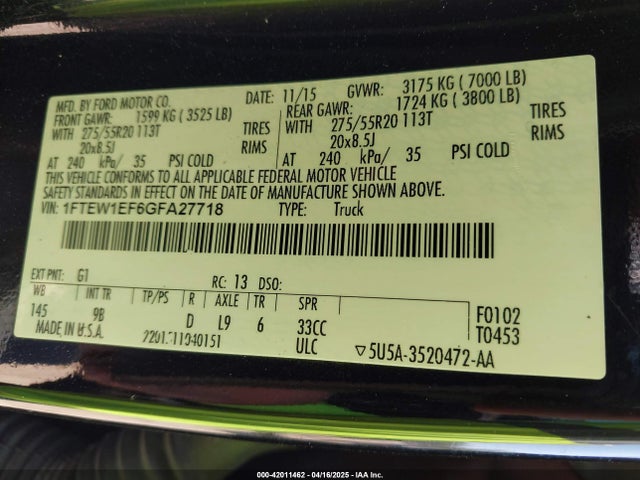 MFD. BY FORD MOTOR CO. DATE: 11/15 GVWR: 3175 KG ( 7000 LB)
FRONT GAWR: 1599 KG ( 3525 LB) REAR GAWR: 1724 KG ( 3800 LB)
WITH 275/55R20 113T TIRES WITH 275/55R20 113T TIRES
20x8.5J RIMS 20x8.5J RIMS
AT 240 kPa/ 35 PSI COLD AT 240 kPa/ 35 PSI COLD
THIS VEHICLE CONFORMS TO ALL APPLICABLE FEDERAL MOTOR VEHICLE
SAFETY STANDARDS IN EFFECT ON THE DATE OF MANUFACTURE SHOWN ABOVE.
VIN: 1FTEW1EF6GFA27718 TYPE: Truck
EXT PNT: G1 RC: 13 DSO:
WB INT TR TP/PS R AXLE TR SPR
145 9B D L9 6 33CC F0102
MADE IN U.S.A. ULC T0453
▽5U5A-3520472-AA
000-42011462 - 04/16/2025 - IAA Inc.